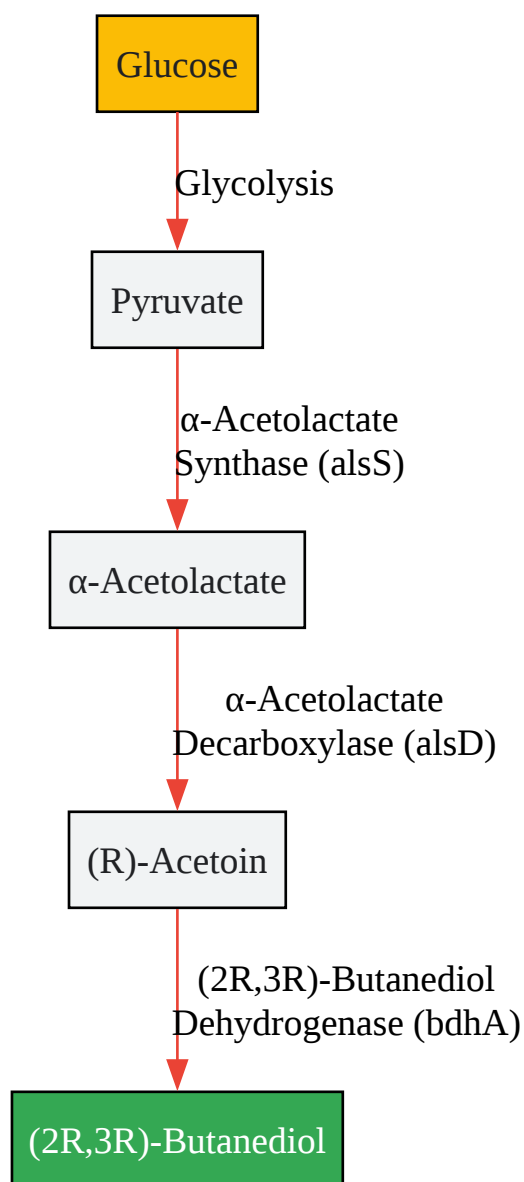 Glucose
Glycolysis
Pyruvate
α-Acetolactate
Synthase (alsS)
α-Acetolactate
α-Acetolactate
Decarboxylase (alsD)
(R)-Acetoin
(2R,3R)-Butanediol
Dehydrogenase (bdhA)
(2R,3R)-Butanediol